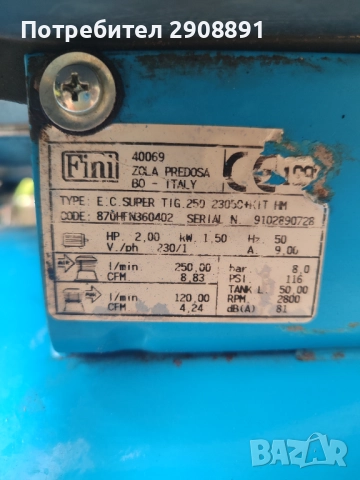 Потребител 2908891
Fini
40069
ZOLA PREDOSA
BO - ITALY
CE
TYPE: E.C.SUPER TIG.250 23050+KIT HM
CODE: 870HFN360402 SERIAL N. 9102890728
HP 2,00 kW 1,50 Hz 50
V./ph 230/1 A 9,00
l/min 250,00 bar 8,0
CFM 8,83 PSI 116
TANK L 50,00
l/min 120,00 RPM. 2800
CFM 4,24 dB(A) 81
BAZAR